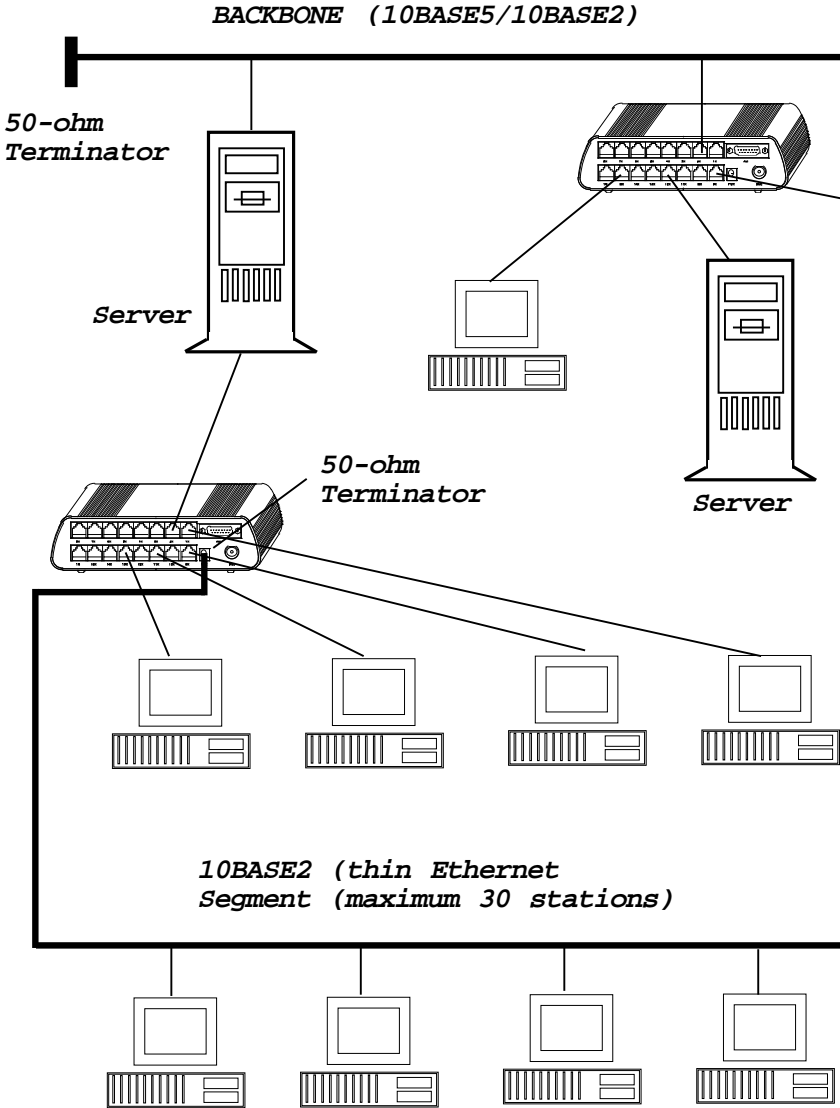 BACKBONE (10BASE5/10BASE2)
50-ohm
Terminator
Server
50-ohm
Terminator
Server
10BASE2 (thin Ethernet
Segment (maximum 30 stations)